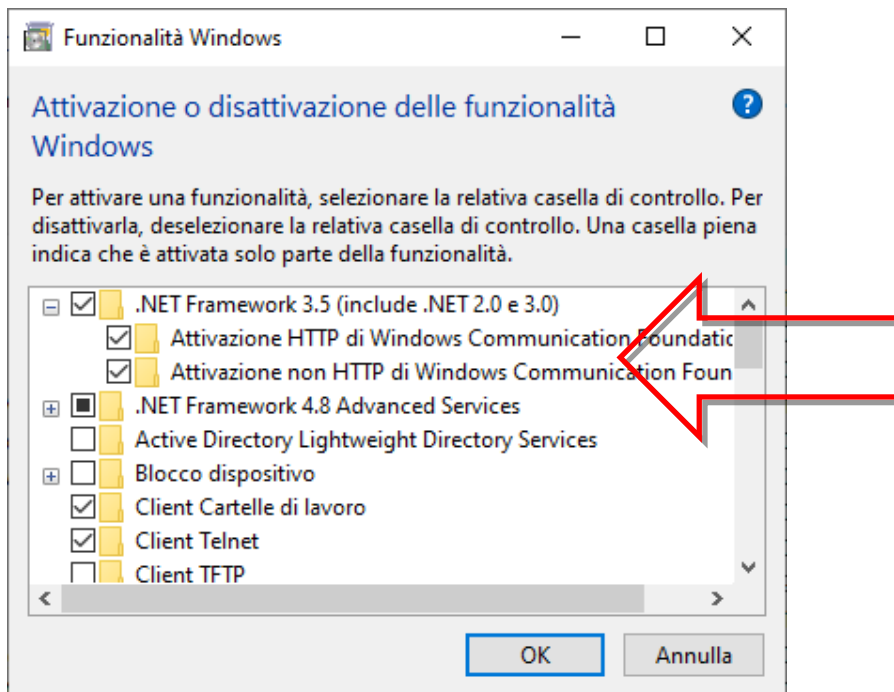 Funzionalità Windows
Attivazione o disattivazione delle funzionalità
Windows
Per attivare una funzionalità, selezionare la relativa casella di controllo. Per
disattivarla, deselezionare la relativa casella di controllo. Una casella piena
indica che è attivata solo parte della funzionalità.
.NET Framework 3.5 (include .NET 2.0 e 3.0)
Attivazione HTTP di Windows Communication Foundatic
Attivazione non HTTP di Windows Communication Foun
.NET Framework 4.8 Advanced Services
Active Directory Lightweight Directory Services
Blocco dispositivo
Client Cartelle di lavoro
Client Telnet
Client TFTP
OK Annulla